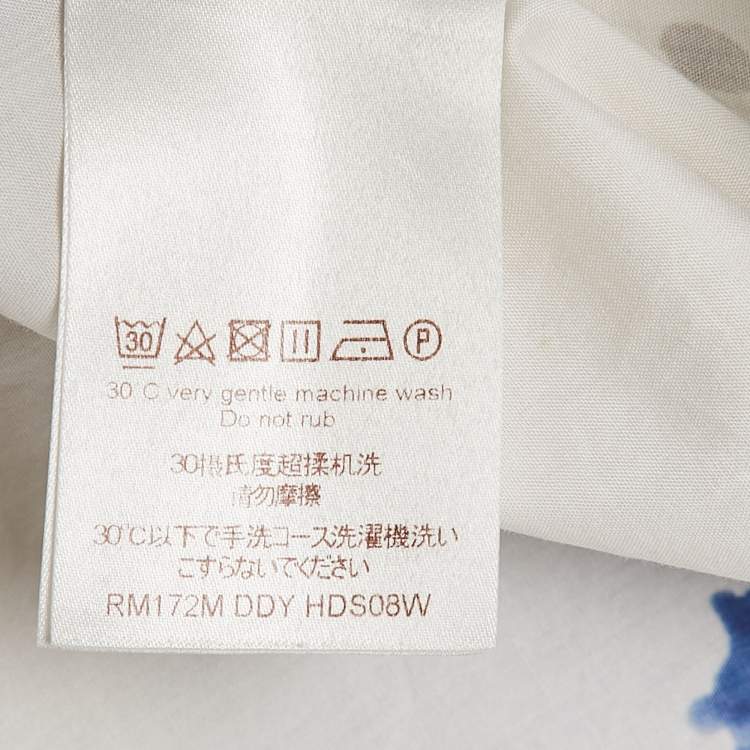 30 P
30°C very gentle machine wash
Do not rub
30摄氏度超揉机洗
请勿摩擦
30℃以下で手洗コース洗濯機洗い
こすらないでください
RM172M DDY HDS08W